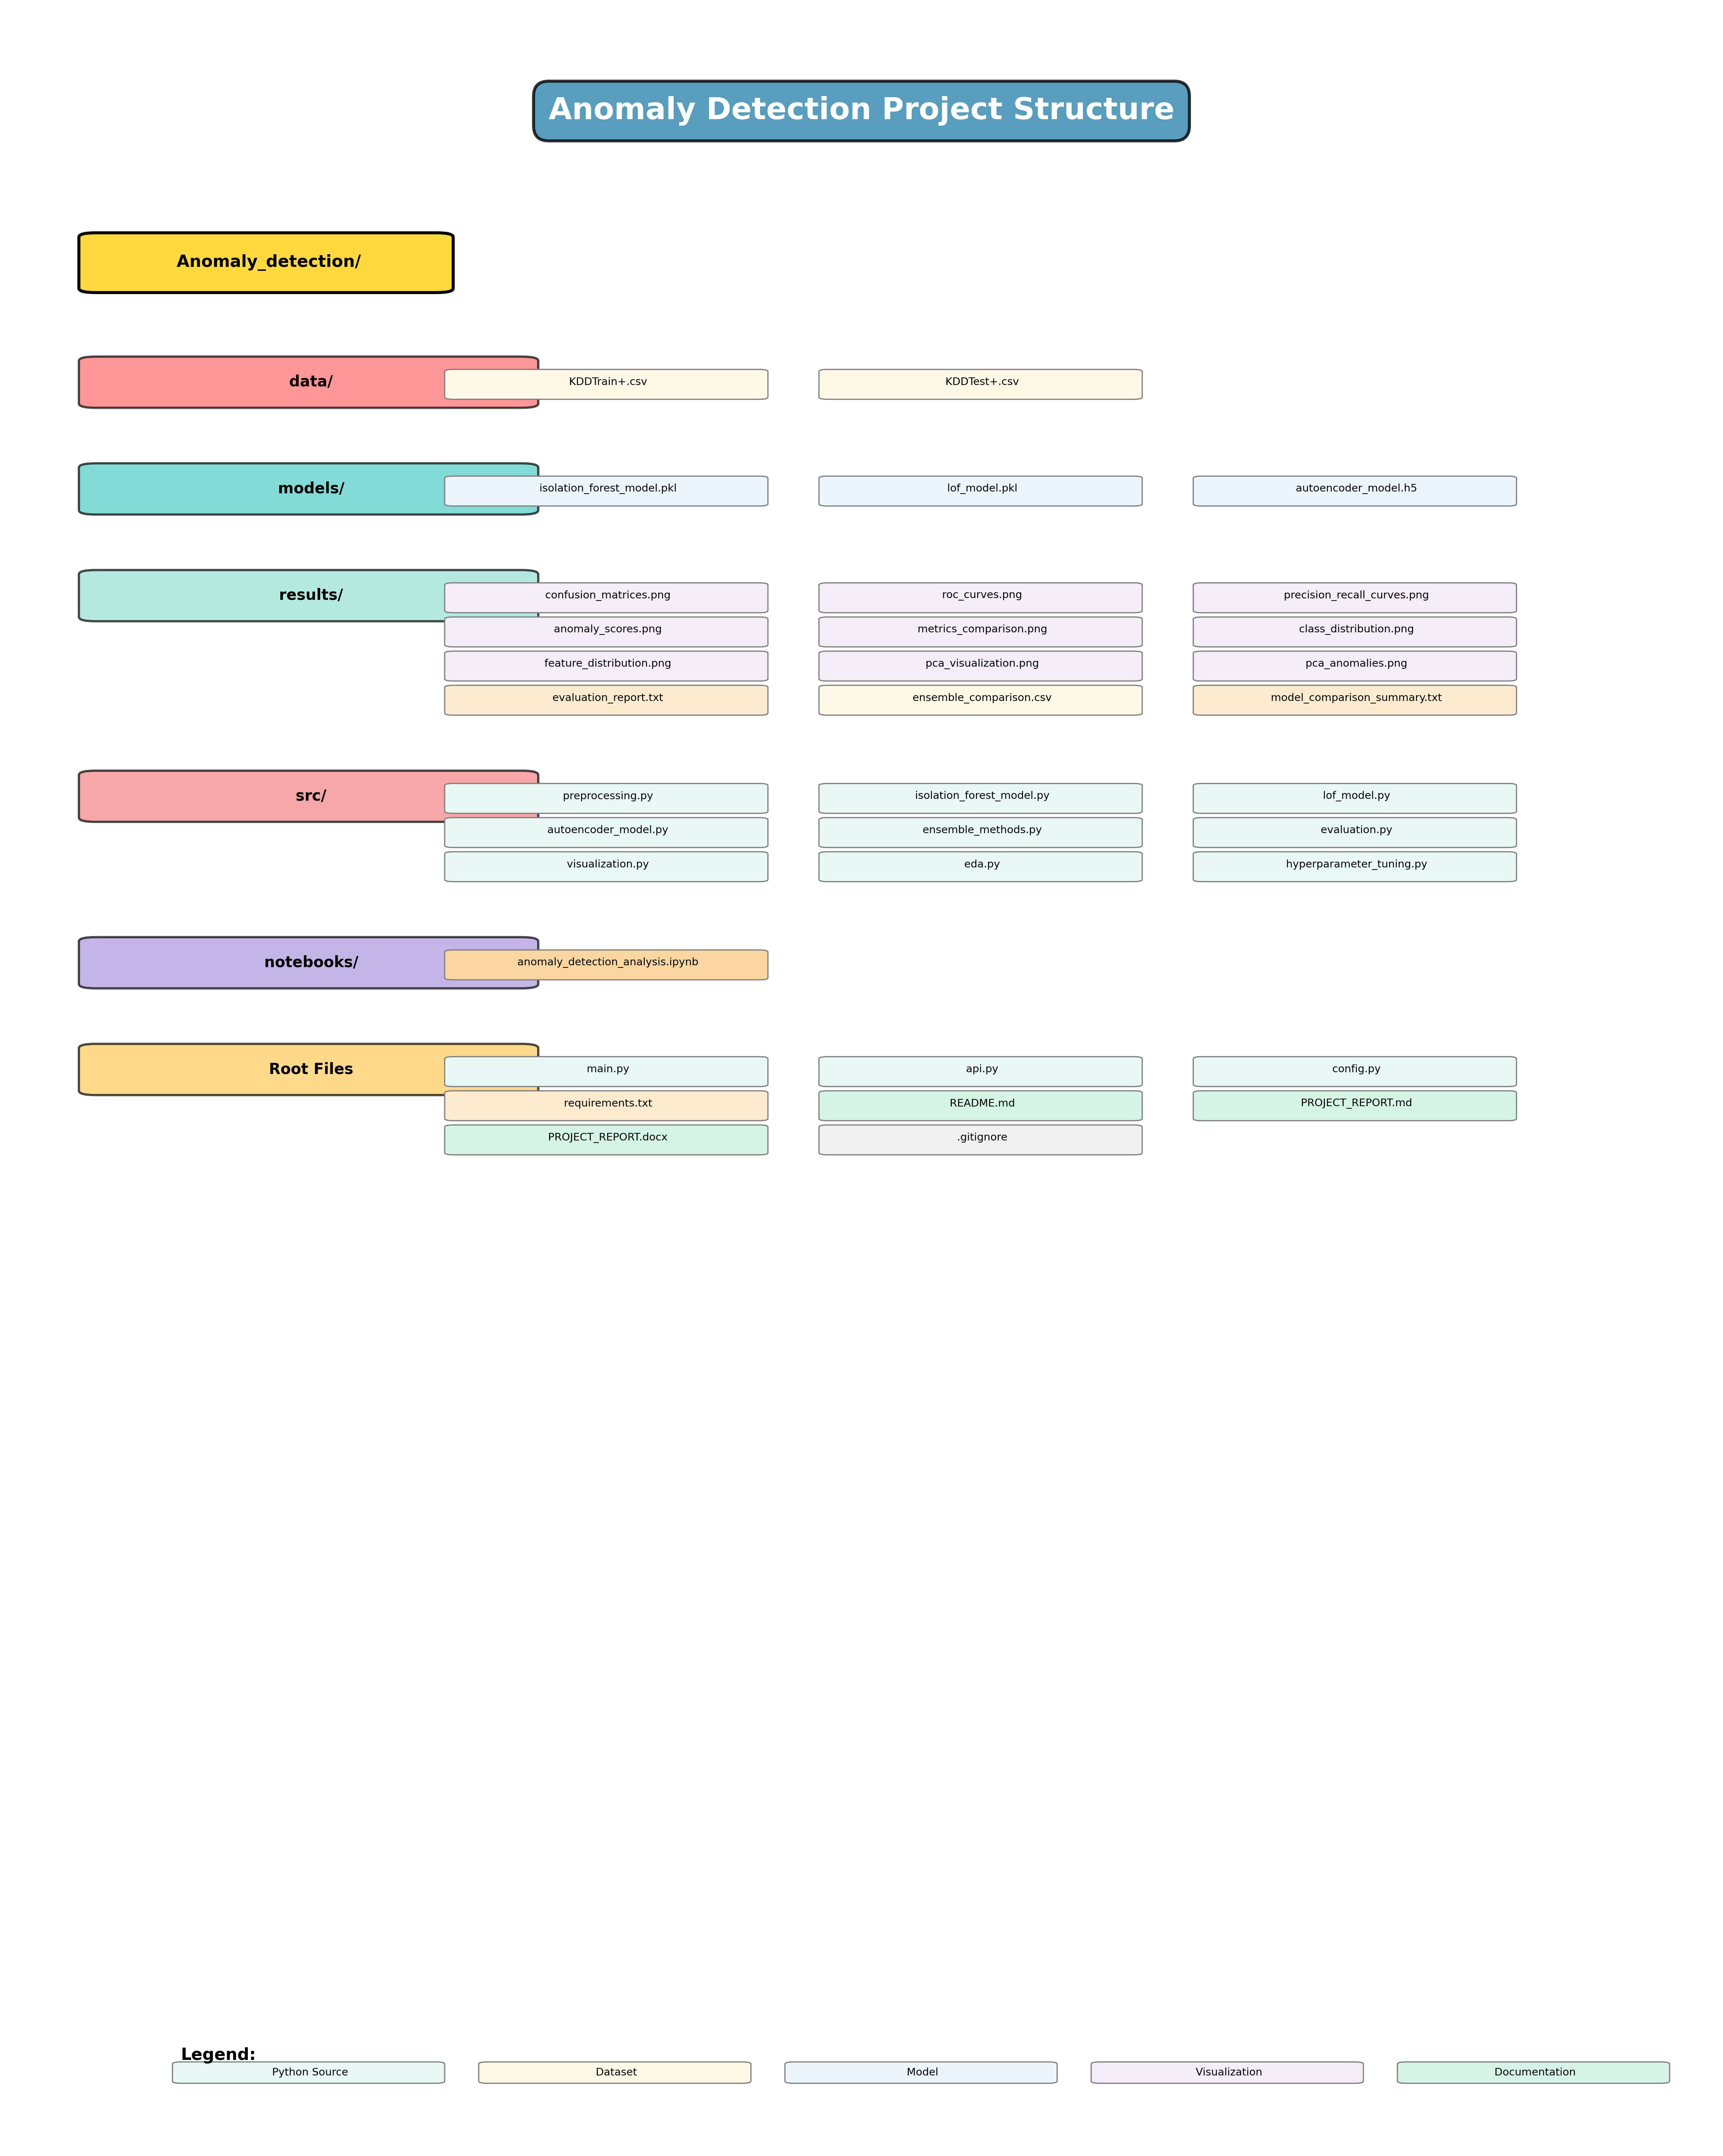 Anomaly Detection Project Structure
Anomaly_detection/
data/
KDDTrain+.csv
KDDTest+.csv
models/
isolation_forest_model.pkl
lof_model.pkl
autoencoder_model.h5
results/
confusion_matrices.png
roc_curves.png
precision_recall_curves.png
anomaly_scores.png
metrics_comparison.png
class_distribution.png
feature_distribution.png
pca_visualization.png
pca_anomalies.png
evaluation_report.txt
ensemble_comparison.csv
model_comparison_summary.txt
src/
preprocessing.py
isolation_forest_model.py
lof_model.py
autoencoder_model.py
ensemble_methods.py
evaluation.py
visualization.py
eda.py
hyperparameter_tuning.py
notebooks/
anomaly_detection_analysis.ipynb
Root Files
main.py
api.py
config.py
requirements.txt
README.md
PROJECT_REPORT.md
PROJECT_REPORT.docx
.gitignore
Legend:
Python Source
Dataset
Model
Visualization
Documentation